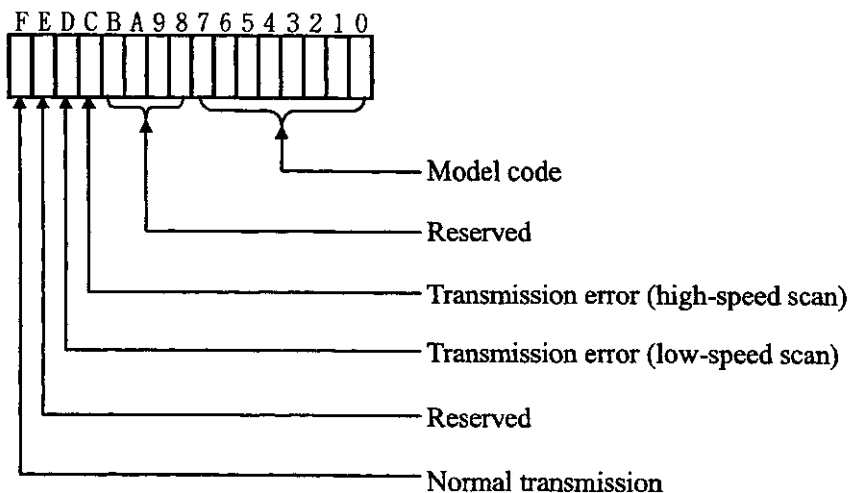 F E D C B A 9 8 7 6 5 4 3 2 1 0
Model code
Reserved
Transmission error (high-speed scan)
Transmission error (low-speed scan)
Reserved
Normal transmission